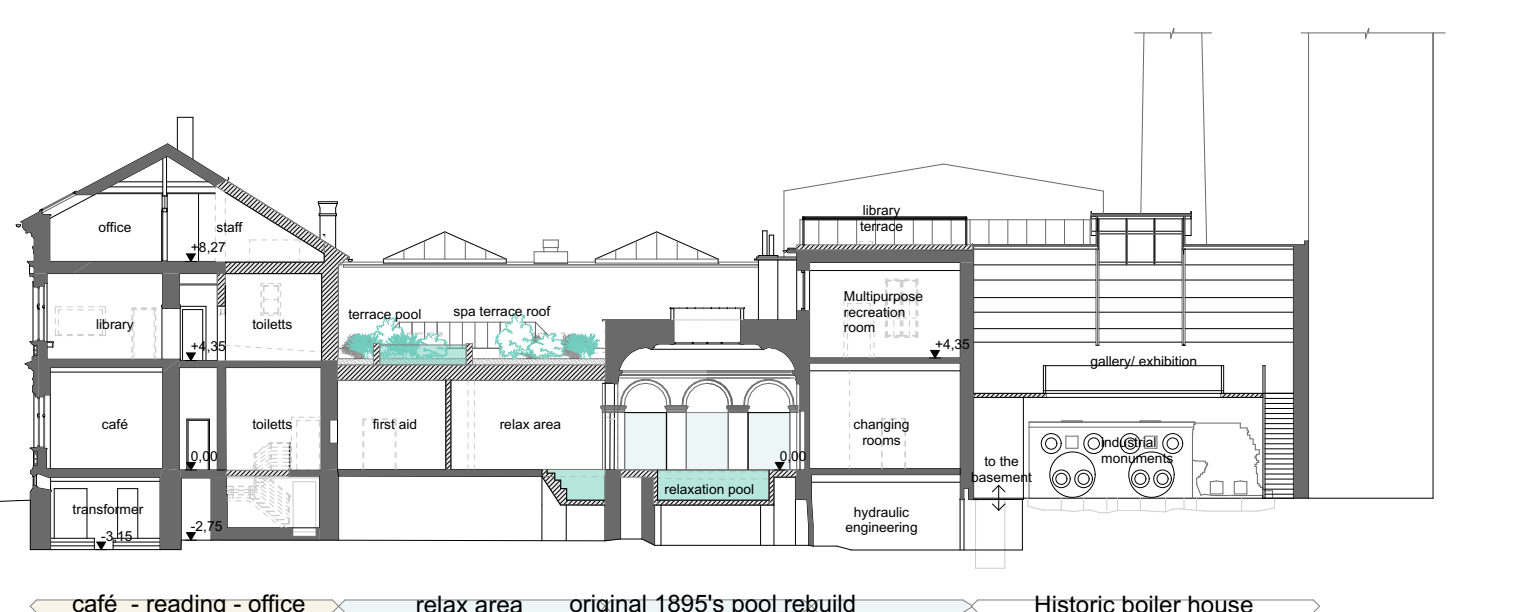 library
terrace
office
staff
+8,27
Multipurpose
recreation
room
terrace pool
spa terrace roof
library
toiletts
+4,35
+4,35
gallery/ exhibition
café
toiletts
first aid
relax area
changing
rooms
industrial
monuments
0,00
0,00
to the
basement
relaxation pool
transformer
hydraulic
engineering
-2,75
-3,15
café - reading - office
relax area
original 1895's pool rebuild
Historic boiler house